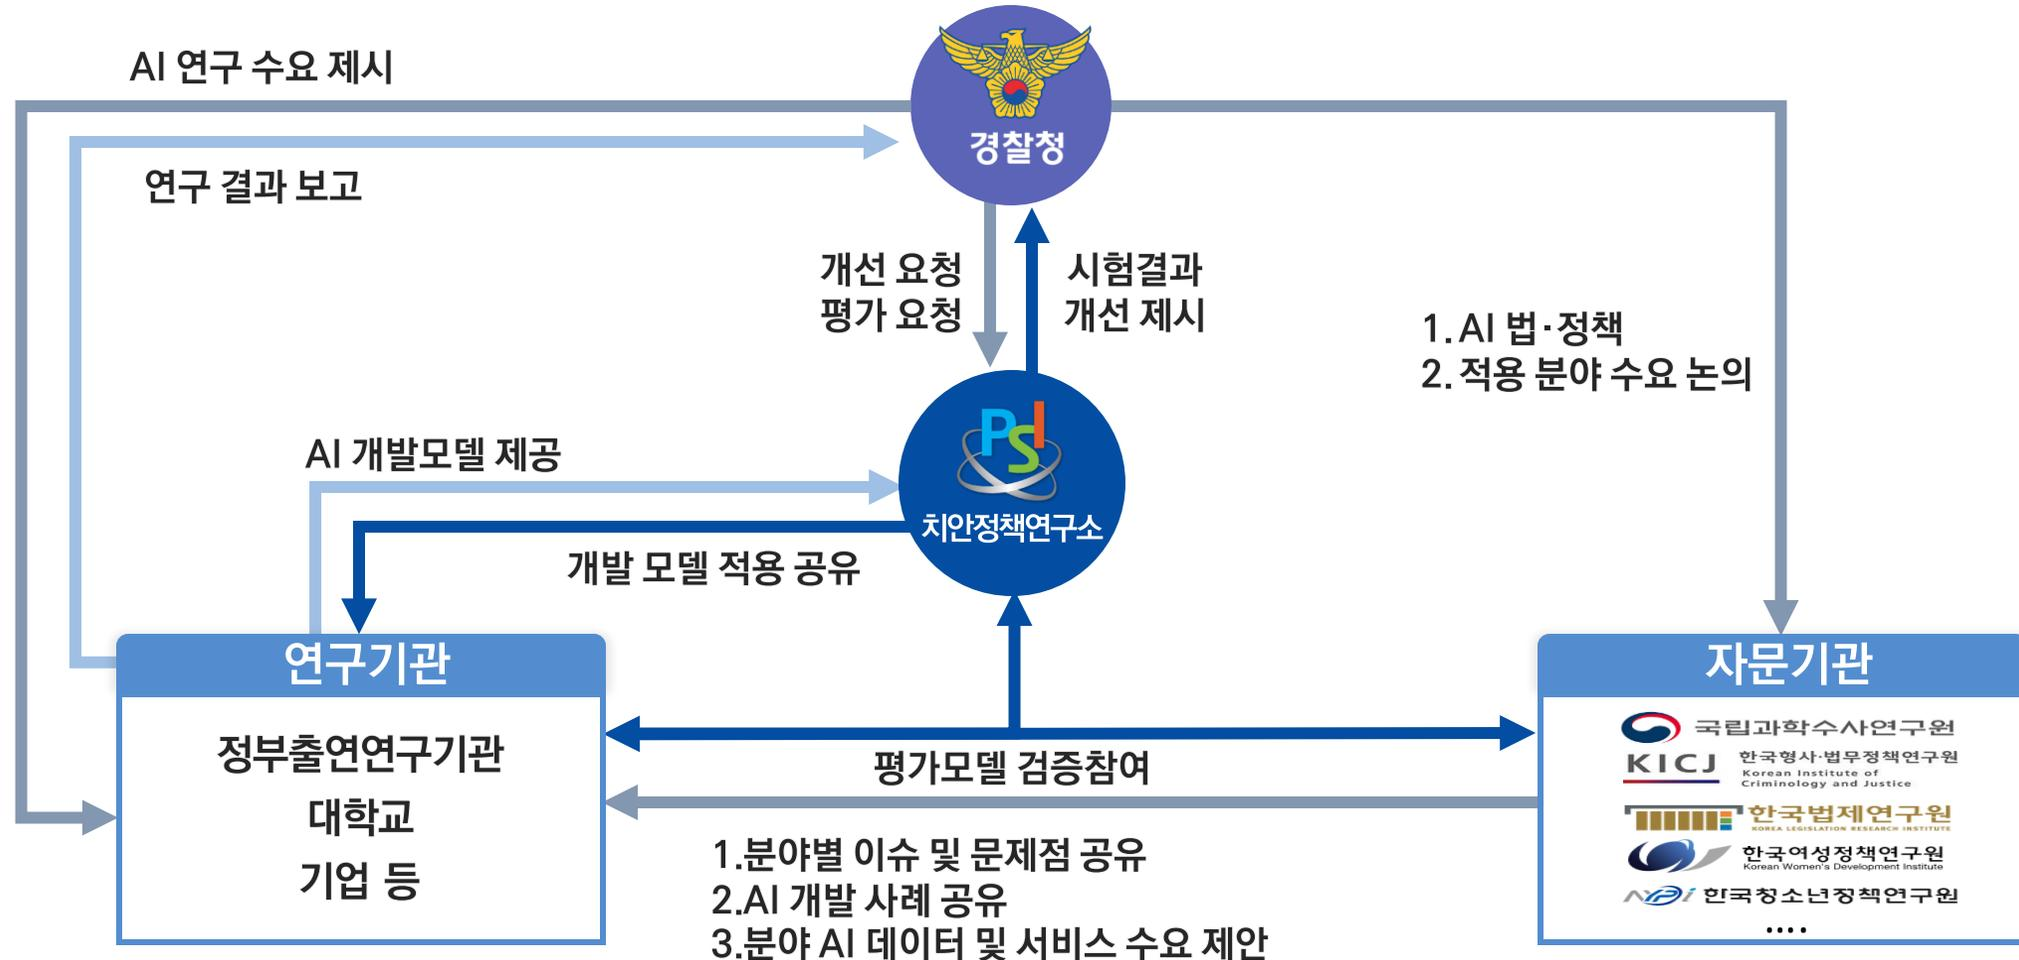 AI 연구 수요 제시
경찰청
연구 결과 보고
개선 요청
평가 요청
시험결과
개선 제시
1. AI 법·정책
2. 적용 분야 수요 논의
AI 개발모델 제공
PSI
치안정책연구소
개발 모델 적용 공유
연구기관
정부출연연구기관
대학교
기업 등
자문기관
국립과학수사연구원
KICJ 한국형사·법무정책연구원
Korean Institute of
Criminology and Justice
한국법제연구원
KOREA LEGISLATION RESEARCH INSTITUTE
한국여성정책연구원
Korean Women's Development Institute
NYPi 한국청소년정책연구원
....
평가모델 검증참여
1.분야별 이슈 및 문제점 공유
2.AI 개발 사례 공유
3.분야 AI 데이터 및 서비스 수요 제안